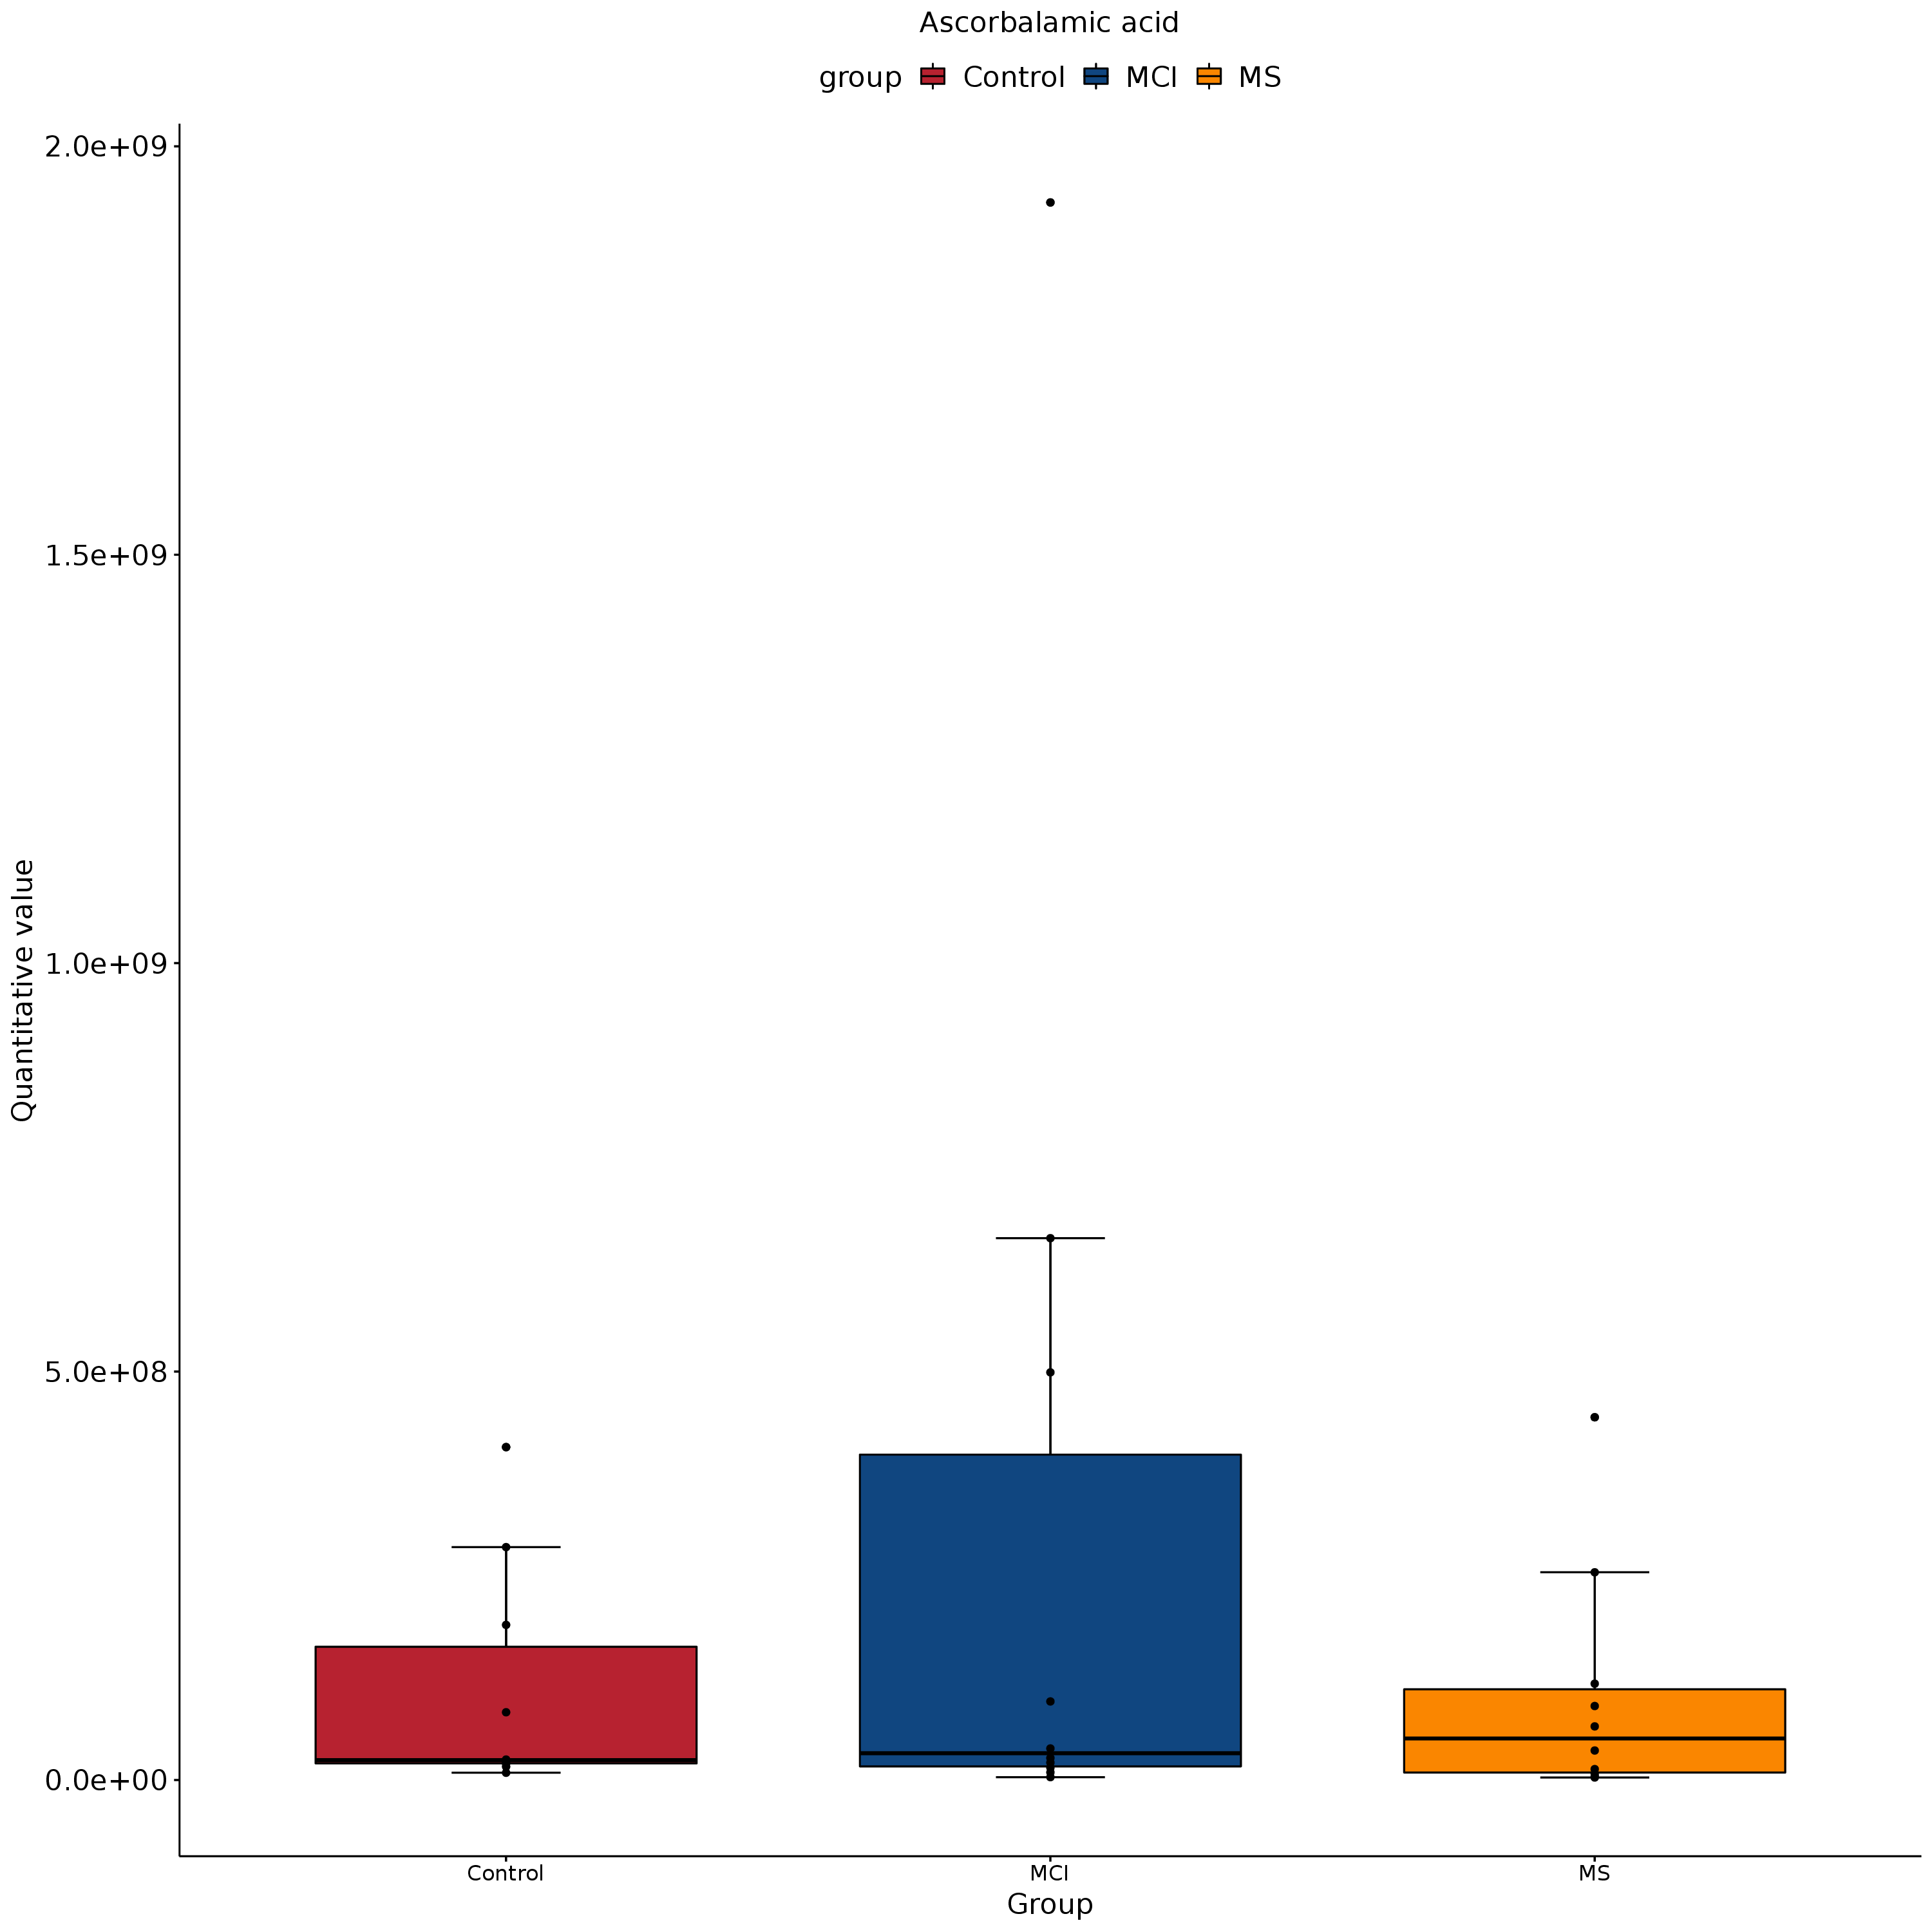 Ascorbalamic acid
group Control MCI MS
2.0e+09
1.5e+09
1.0e+09
5.0e+08
0.0e+00
Quantitative value
Control MCI MS
Group